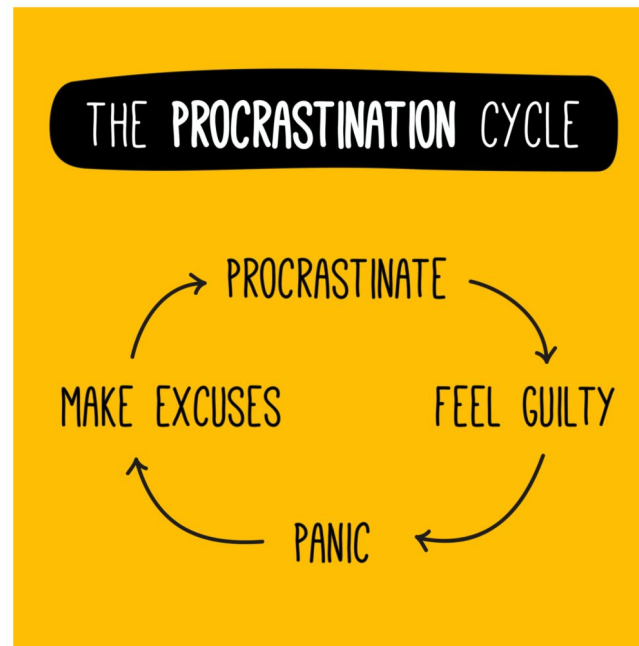 THE PROCRASTINATION CYCLE
PROCRASTINATE
MAKE EXCUSES
FEEL GUILTY
PANIC